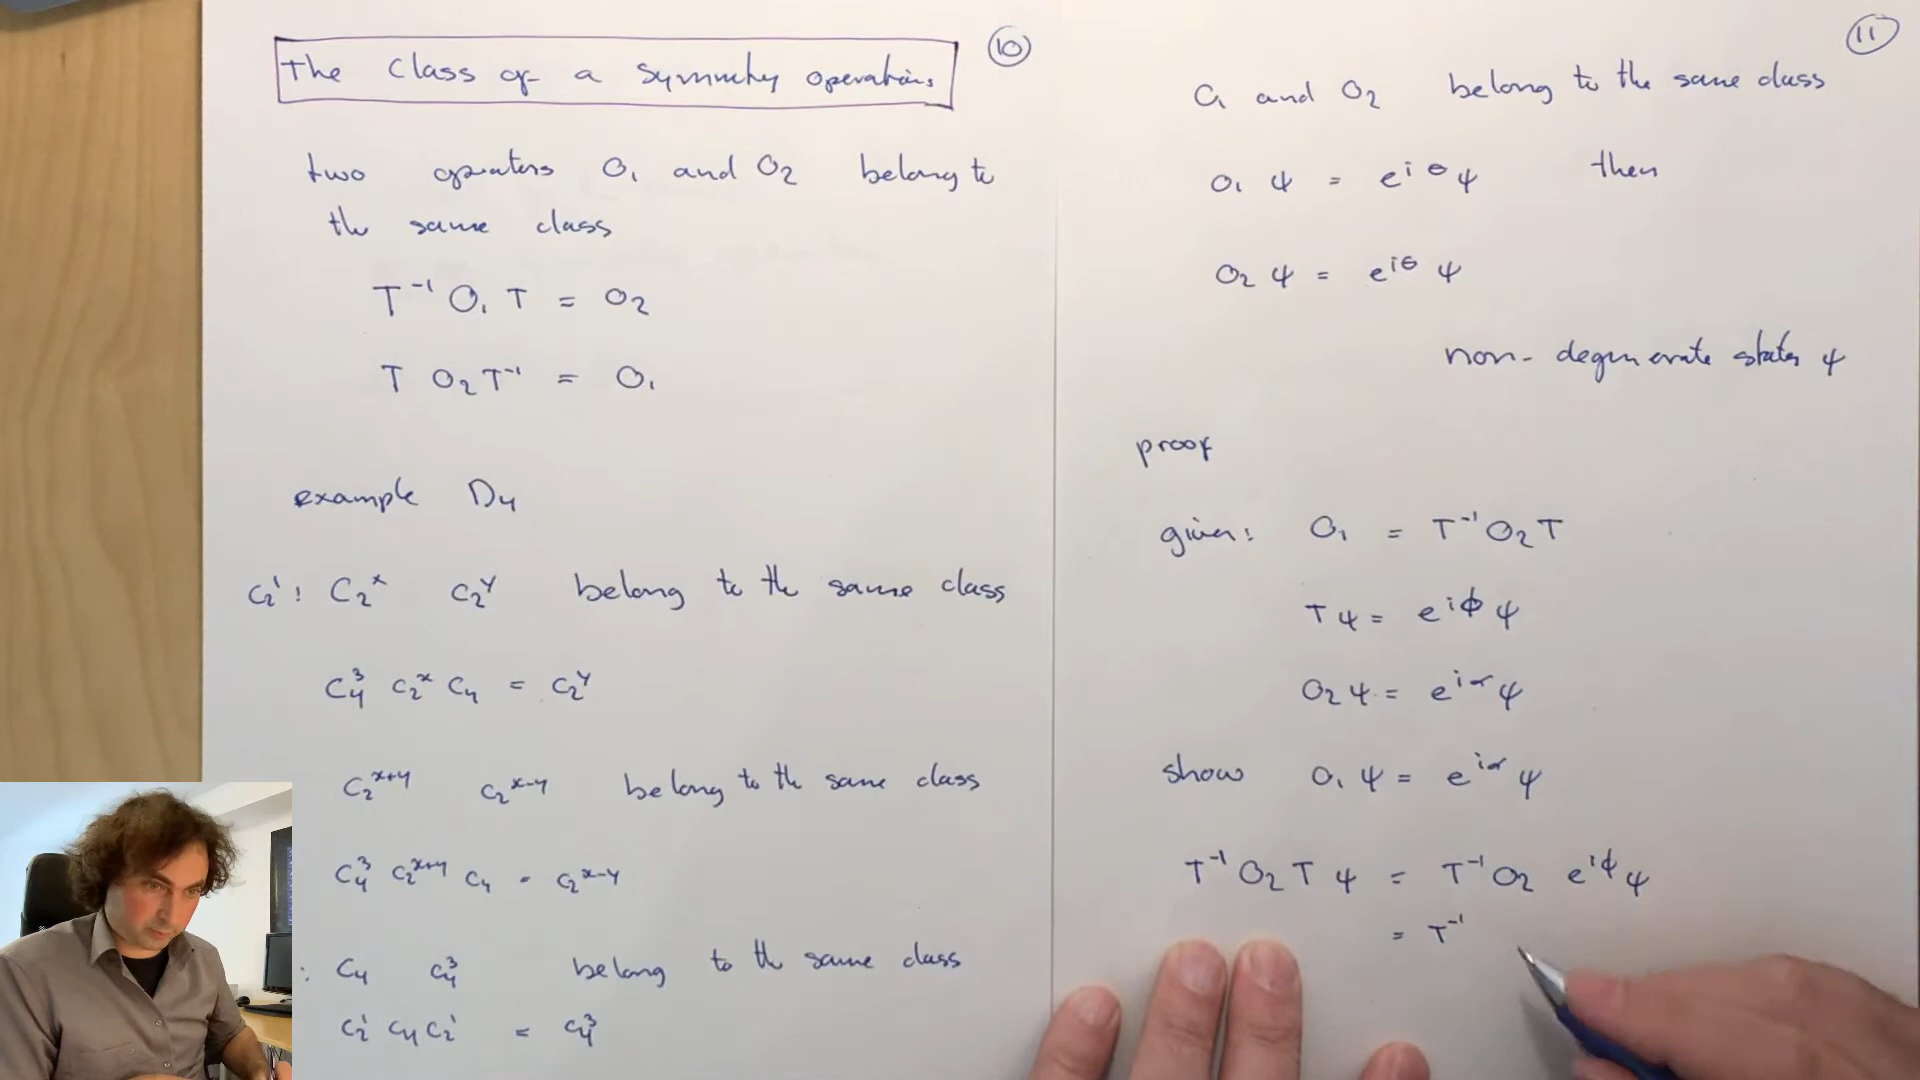 The Class of a Symmetry operations
10
two operators O₁ and O₂ belong to
the same class
T⁻¹ O₁ T = O₂
T O₂ T⁻¹ = O₁
example D₄
C₂' : C₂ˣ C₂ʸ belong to the same class
C₄³ C₂ˣ C₄ = C₂ʸ
C₂ˣ⁺ʸ C₂ˣ⁻ʸ belong to the same class
C₄³ C₂ˣ⁺ʸ C₄ = C₂ˣ⁻ʸ
: C₄ C₄³ belong to the same class
C₂' C₄ C₂' = C₄³
11
O₁ and O₂ belong to the same class
O₁ ψ = e^{iθ} ψ then
O₂ ψ = e^{iθ} ψ
non-degenerate states ψ
proof
given: O₁ = T⁻¹ O₂ T
T ψ = e^{iϕ} ψ
O₂ ψ = e^{iα} ψ
show O₁ ψ = e^{iα} ψ
T⁻¹ O₂ T ψ = T⁻¹ O₂ e^{iϕ} ψ
= T⁻¹